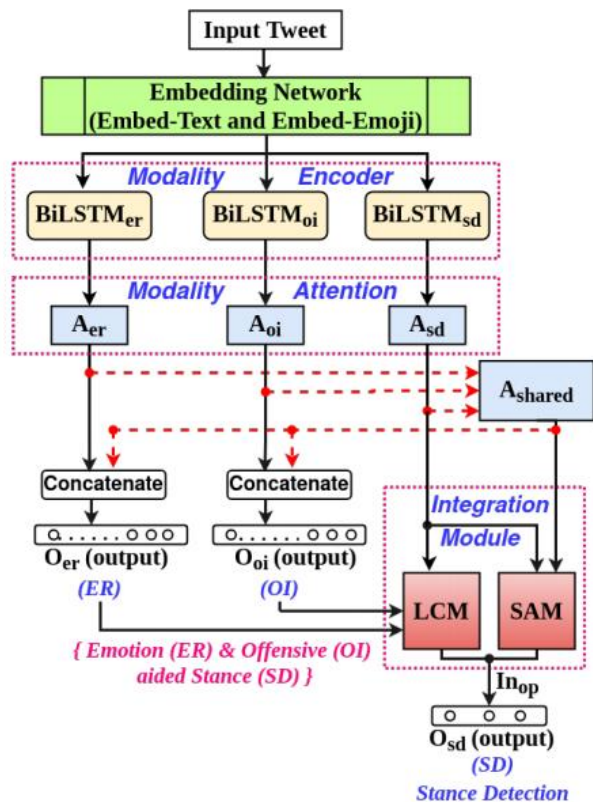 Input Tweet
Embedding Network
(Embed-Text and Embed-Emoji)
Modality Encoder
BiLSTMer BiLSTMoi BiLSTMsd
Modality Attention
Aer Aoi Asd
Ashared
Concatenate Concatenate
Integration
Module
Oer (output) Ooi (output)
(ER) (OI)
LCM SAM
{ Emotion (ER) & Offensive (OI)
aided Stance (SD) }
Inop
Osd (output)
(SD)
Stance Detection